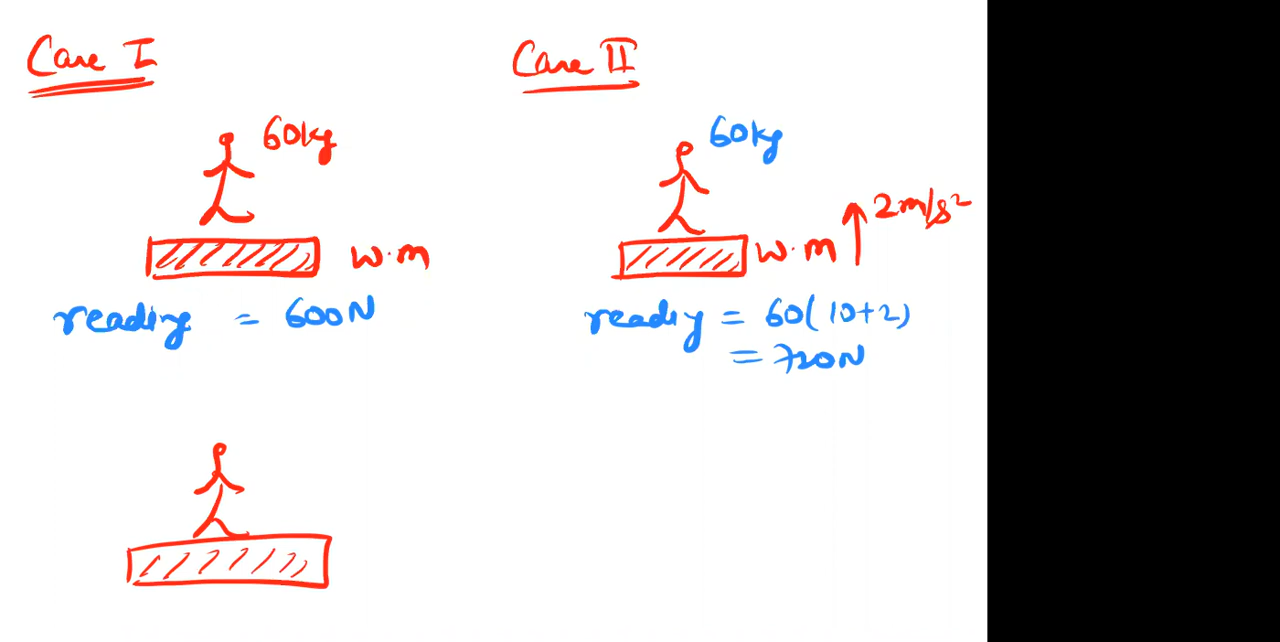 Case I
60kg
W.m
reading = 600N
Case II
60kg
2m/s²
W.m
reading = 60(10+2)
= 720N